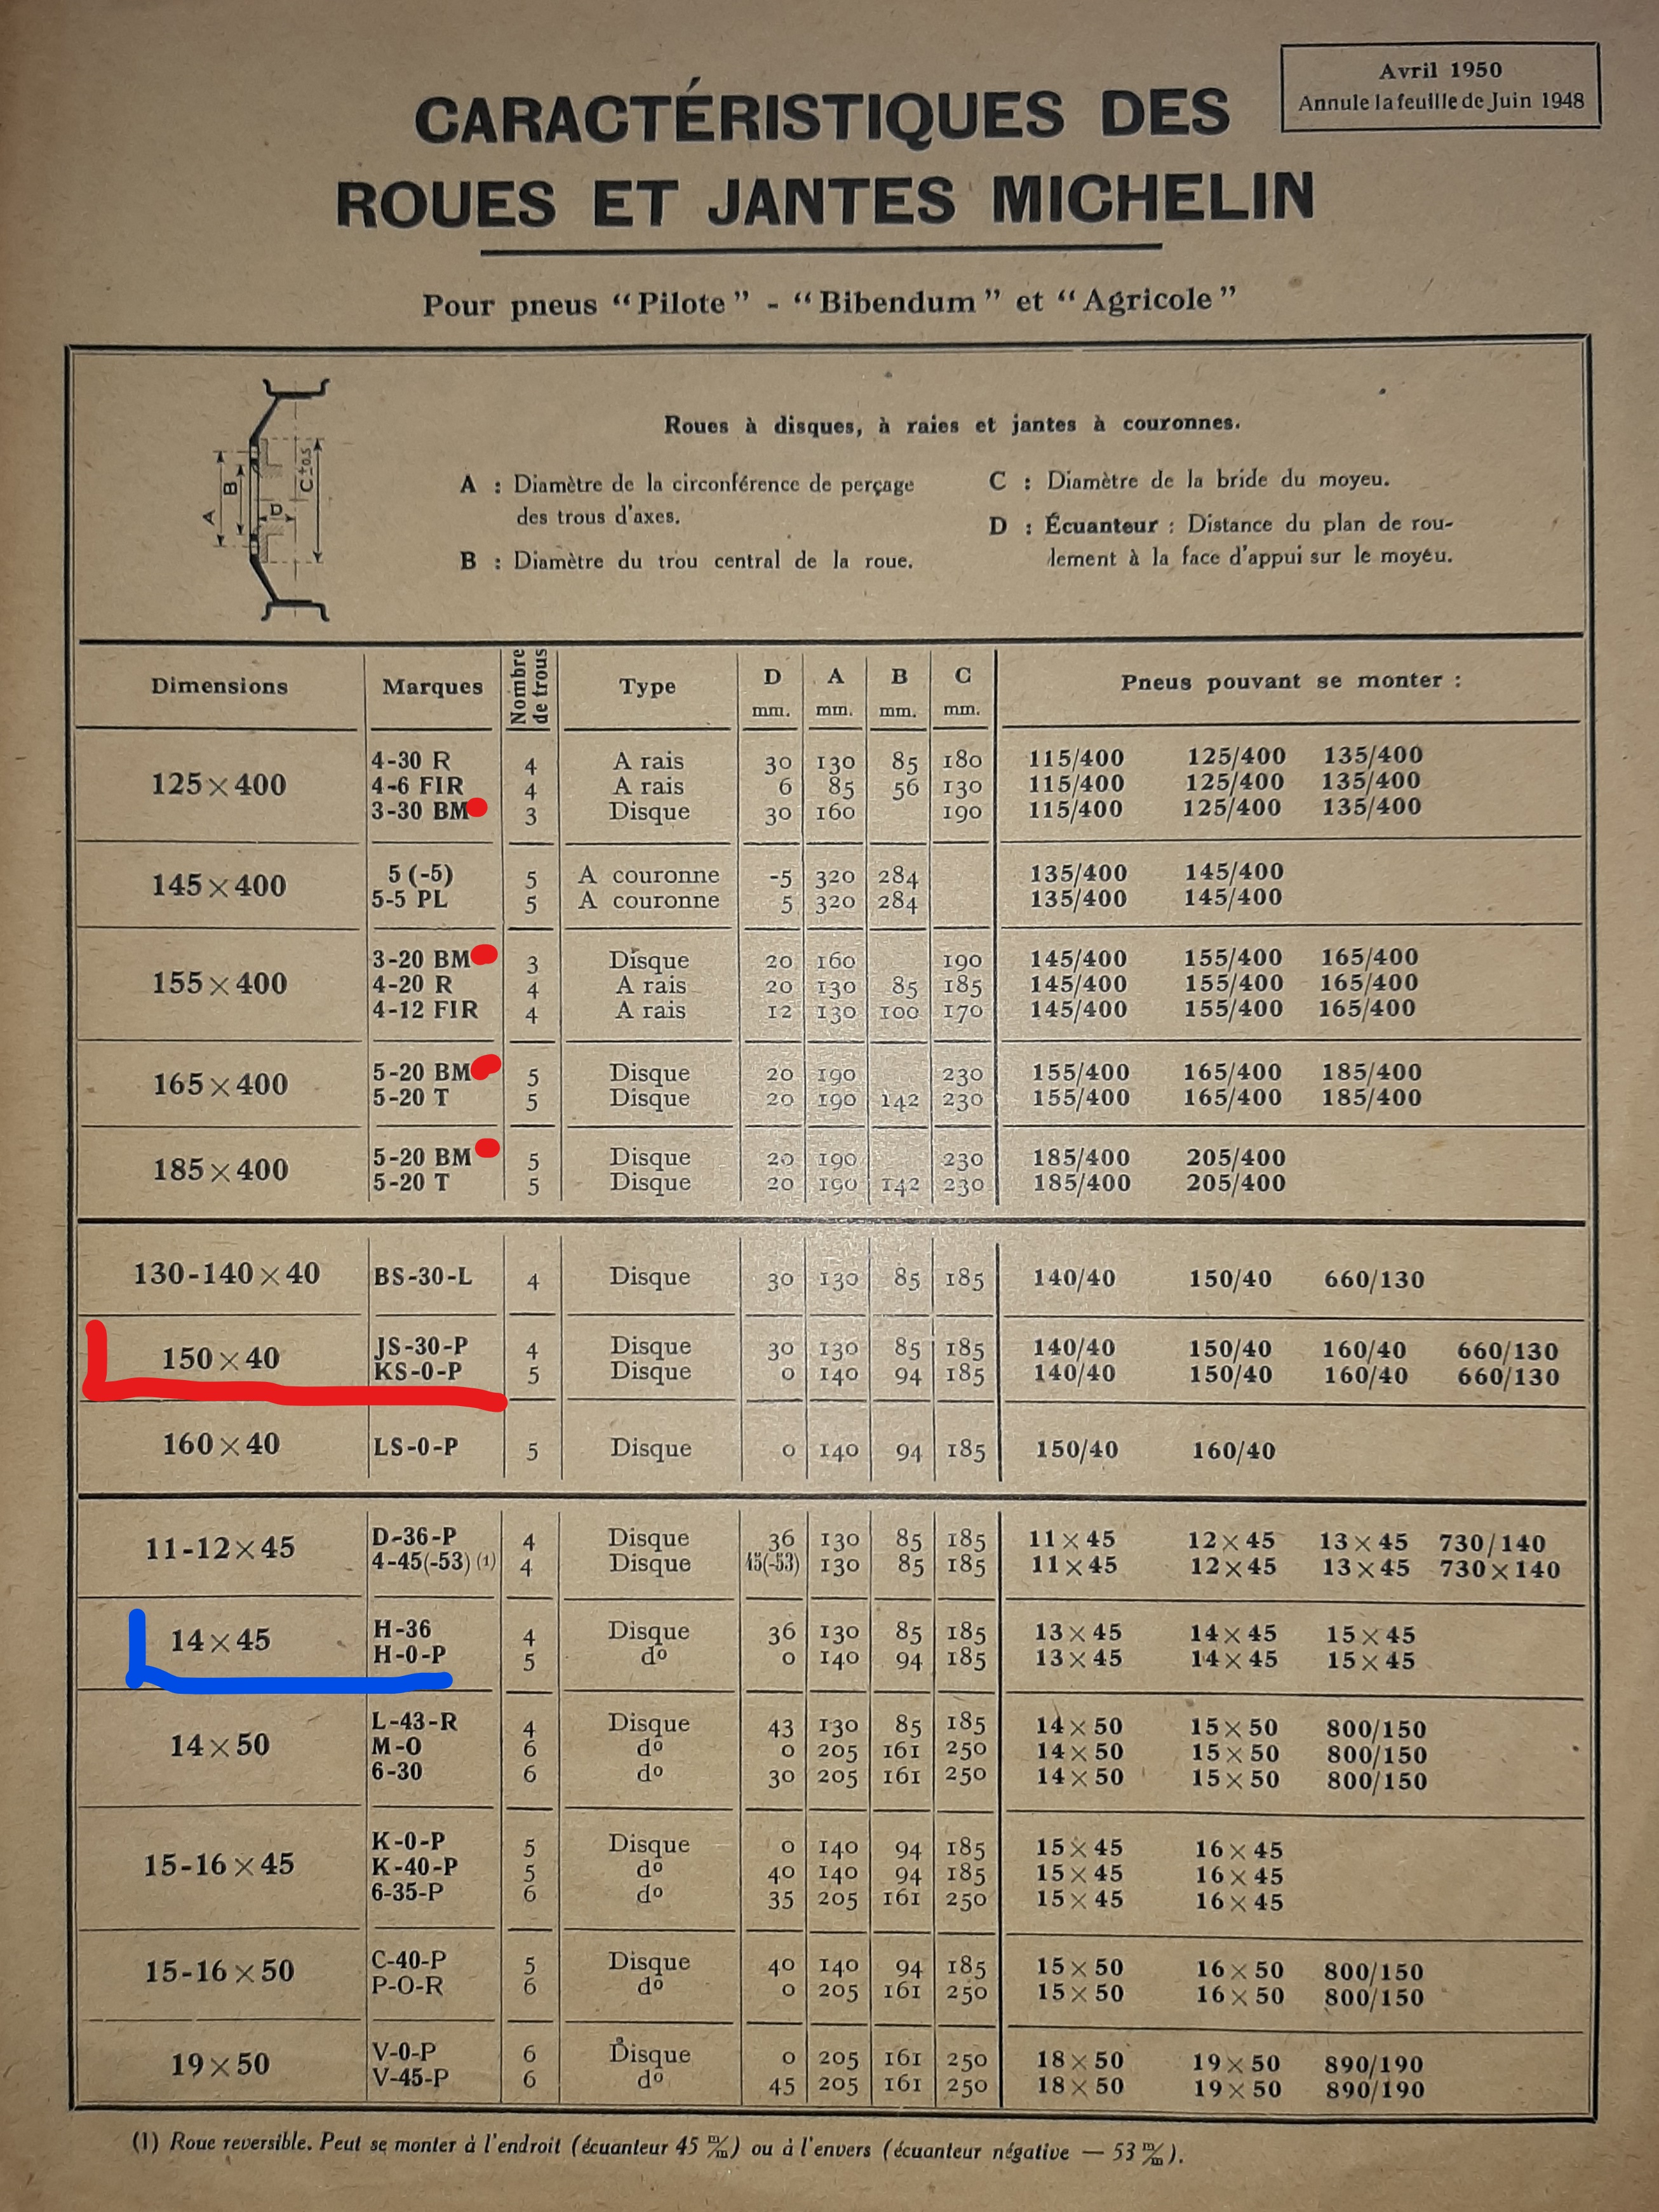 Avril 1950
Annule la feuille de Juin 1948
CARACTÉRISTIQUES DES
ROUES ET JANTES MICHELIN
Pour pneus “Pilote” - “Bibendum” et “Agricole”
A B D C ± 0,5
Roues à disques, à raies et jantes à couronnes.
A : Diamètre de la circonférence de perçage
des trous d'axes.
B : Diamètre du trou central de la roue.
C : Diamètre de la bride du moyeu.
D : Écuanteur : Distance du plan de rou-
lement à la face d'appui sur le moyeu.
Dimensions Marques Nombre de trous Type D mm. A mm. B mm. C mm. Pneus pouvant se monter :
125×400
4-30 R 4 A rais 30 130 85 180 115/400 125/400 135/400
4-6 FIR 4 A rais 6 85 56 130 115/400 125/400 135/400
3-30 BM 3 Disque 30 160 190 115/400 125/400 135/400
145×400
5 (-5) 5 A couronne -5 320 284 135/400 145/400
5-5 PL 5 A couronne 5 320 284 135/400 145/400
155×400
3-20 BM 3 Disque 20 160 190 145/400 155/400 165/400
4-20 R 4 A rais 20 130 85 185 145/400 155/400 165/400
4-12 FIR 4 A rais 12 130 100 170 145/400 155/400 165/400
165×400
5-20 BM 5 Disque 20 190 230 155/400 165/400 185/400
5-20 T 5 Disque 20 190 142 230 155/400 165/400 185/400
185×400
5-20 BM 5 Disque 20 190 230 185/400 205/400
5-20 T 5 Disque 20 190 142 230 185/400 205/400
130-140×40 BS-30-L 4 Disque 30 130 85 185 140/40 150/40 660/130
150×40
JS-30-P 4 Disque 30 130 85 185 140/40 150/40 160/40 660/130
KS-0-P 5 Disque 0 140 94 185 140/40 150/40 160/40 660/130
160×40 LS-0-P 5 Disque 0 140 94 185 150/40 160/40
11-12×45
D-36-P 4 Disque 36 130 85 185 11×45 12×45 13×45 730/140
4-45(-53) (1) 4 Disque 45(-53) 130 85 185 11×45 12×45 13×45 730×140
14×45
H-36 4 Disque 36 130 85 185 13×45 14×45 15×45
H-0-P 5 dº 0 140 94 185 13×45 14×45 15×45
14×50
L-43-R 4 Disque 43 130 85 185 14×50 15×50 800/150
M-O 6 dº 0 205 161 250 14×50 15×50 800/150
6-30 6 dº 30 205 161 250 14×50 15×50 800/150
15-16×45
K-0-P 5 Disque 0 140 94 185 15×45 16×45
K-40-P 5 dº 40 140 94 185 15×45 16×45
6-35-P 6 dº 35 205 161 250 15×45 16×45
15-16×50
C-40-P 5 Disque 40 140 94 185 15×50 16×50 800/150
P-O-R 6 dº 0 205 161 250 15×50 16×50 800/150
19×50
V-0-P 6 Disque 0 205 161 250 18×50 19×50 890/190
V-45-P 6 dº 45 205 161 250 18×50 19×50 890/190
(1) Roue reversible. Peut se monter à l'endroit (écuanteur 45 m/m) ou à l'envers (écuanteur négative — 53 m/m).